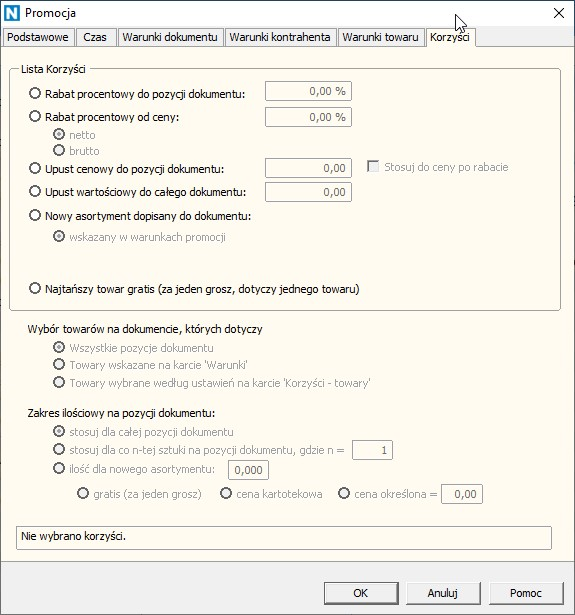 N Promocja
Podstawowe Czas Warunki dokumentu Warunki kontrahenta Warunki towaru Korzyści
Lista Korzyści
Rabat procentowy do pozycji dokumentu: 0,00 %
Rabat procentowy od ceny: 0,00 %
netto
brutto
Upust cenowy do pozycji dokumentu: 0,00 Stosuj do ceny po rabacie
Upust wartościowy do całego dokumentu: 0,00
Nowy asortyment dopisany do dokumentu:
wskazany w warunkach promocji
Najtańszy towar gratis (za jeden grosz, dotyczy jednego towaru)
Wybór towarów na dokumencie, których dotyczy
Wszystkie pozycje dokumentu
Towary wskazane na karcie 'Warunki'
Towary wybrane według ustawień na karcie 'Korzyści - towary'
Zakres ilościowy na pozycji dokumentu:
stosuj dla całej pozycji dokumentu
stosuj dla co n-tej sztuki na pozycji dokumentu, gdzie n = 1
ilość dla nowego asortymentu: 0,000
gratis (za jeden grosz) cena kartotekowa cena określona = 0,00
Nie wybrano korzyści.
OK Anuluj Pomoc